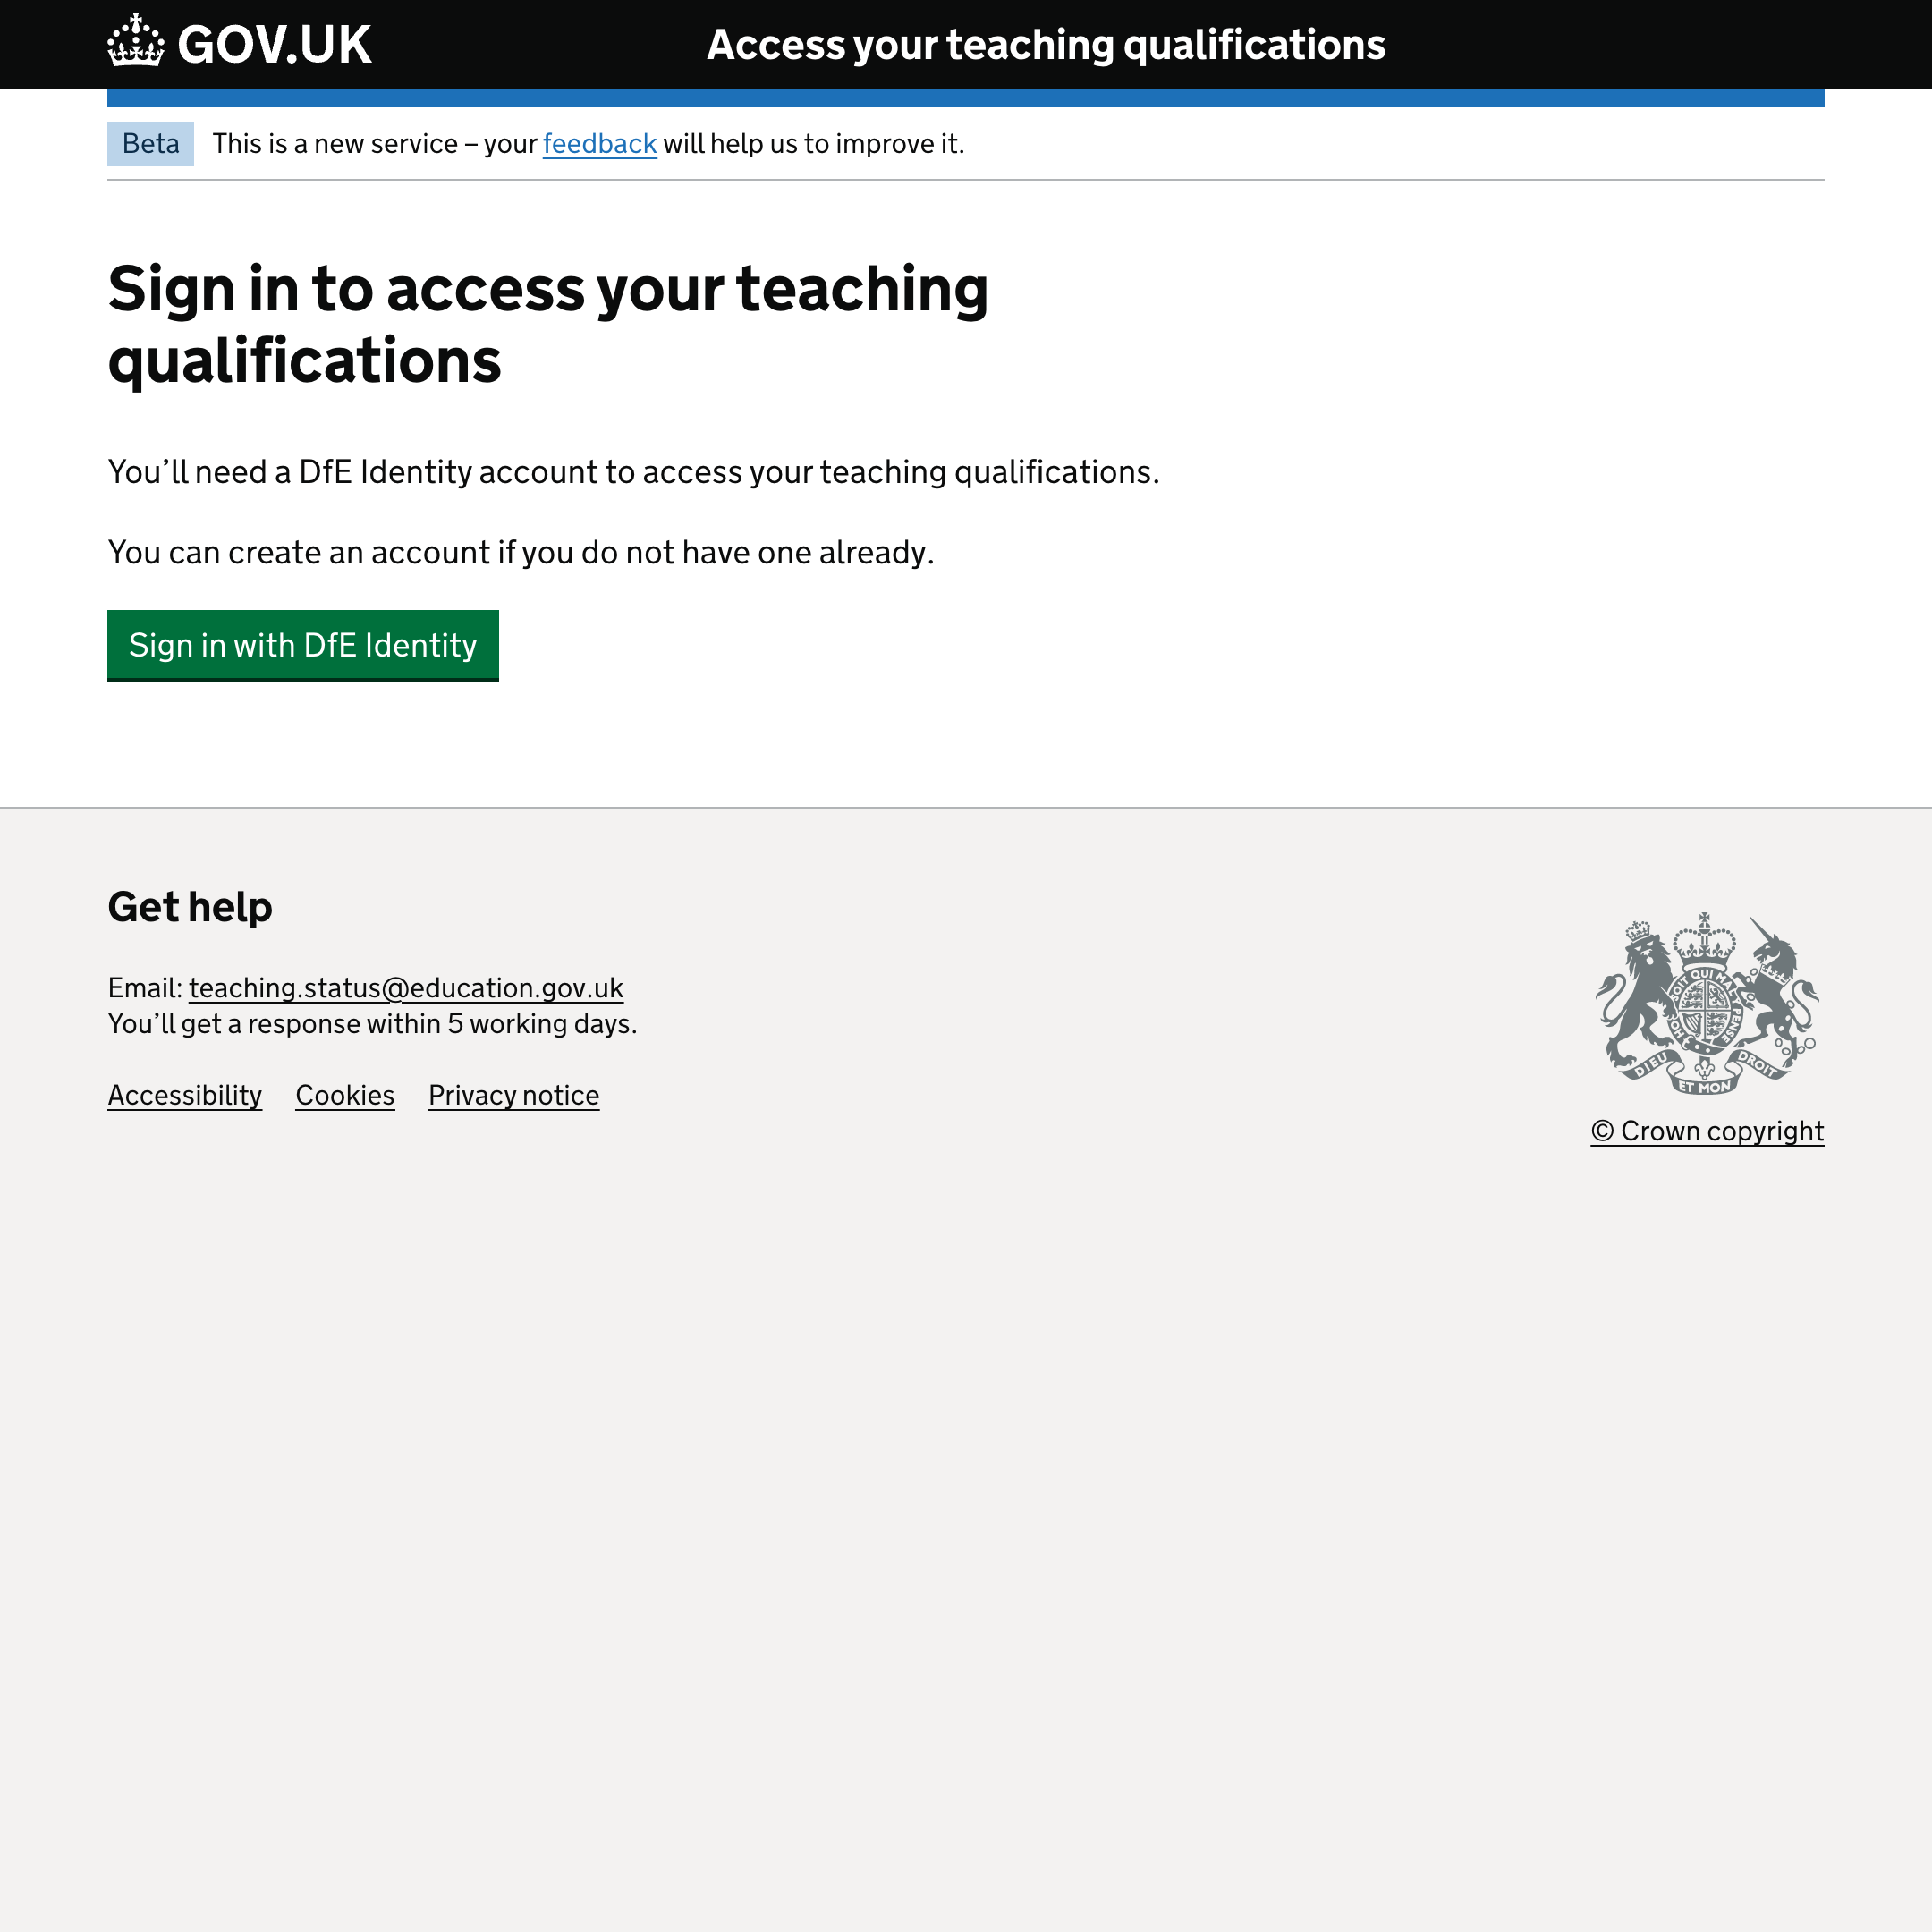 GOV.UK
Access your teaching qualifications
Beta
This is a new service – your feedback will help us to improve it.
Sign in to access your teaching
qualifications
You’ll need a DfE Identity account to access your teaching qualifications.
You can create an account if you do not have one already.
Sign in with DfE Identity
Get help
Email: teaching.status@education.gov.uk
You’ll get a response within 5 working days.
Accessibility
Cookies
Privacy notice
QUI MAL Y PENSE
DIEU ET MON DROIT
© Crown copyright